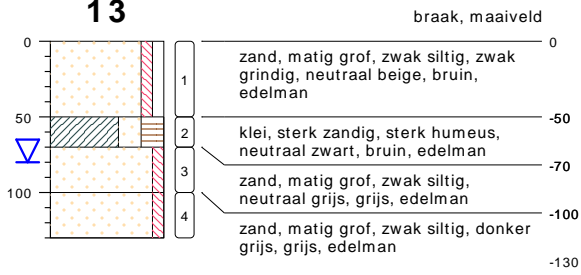 13
braak, maaiveld
0
0
zand, matig grof, zwak siltig, zwak
grindig, neutraal beige, bruin,
edelman
1
50
-50
klei, sterk zandig, sterk humeus,
neutraal zwart, bruin, edelman
2
-70
zand, matig grof, zwak siltig,
neutraal grijs, grijs, edelman
3
100
-100
zand, matig grof, zwak siltig, donker
grijs, grijs, edelman
4
-130